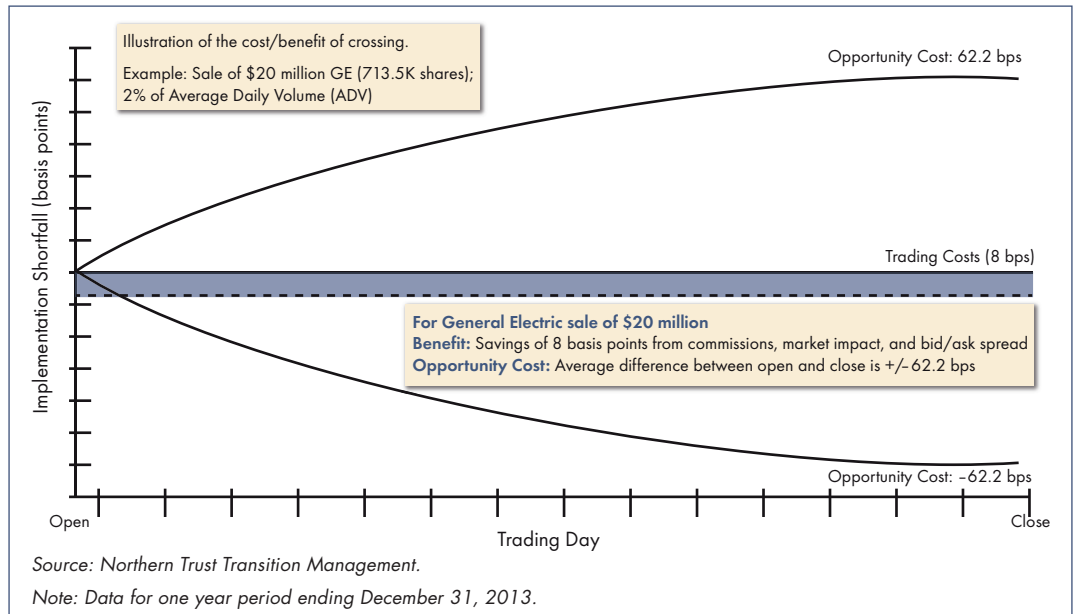 Illustration of the cost/benefit of crossing.
Example: Sale of $20 million GE (713.5K shares);
2% of Average Daily Volume (ADV)
Opportunity Cost: 62.2 bps
Implementation Shortfall (basis points)
Trading Costs (8 bps)
For General Electric sale of $20 million
Benefit: Savings of 8 basis points from commissions, market impact, and bid/ask spread
Opportunity Cost: Average difference between open and close is +/–62.2 bps
Opportunity Cost: –62.2 bps
Open
Close
Trading Day
Source: Northern Trust Transition Management.
Note: Data for one year period ending December 31, 2013.